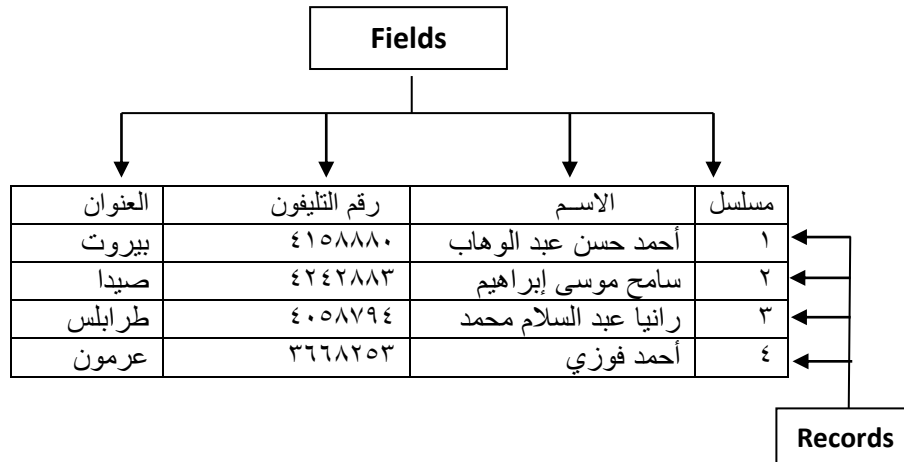 Fields
مسلسل الاســم رقم التليفون العنوان
١ أحمد حسن عبد الوهاب ٤١٥٨٨٨٠ بيروت
٢ سامح موسى إبراهيم ٤٢٤٢٨٨٣ صيدا
٣ رانيا عبد السلام محمد ٤٠٥٨٧٩٤ طرابلس
٤ أحمد فوزي ٣٦٦٨٢٥٣ عرمون
Records